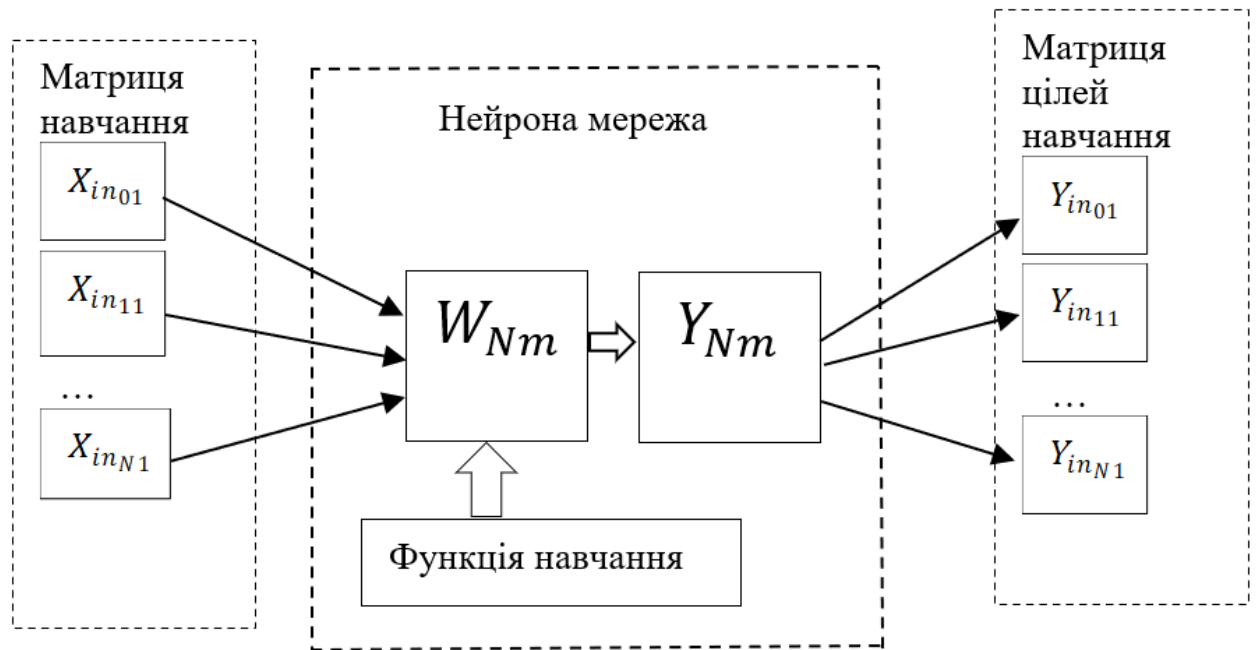 Матриця
навчання
X_{in_{01}}
X_{in_{11}}
…
X_{in_{N1}}
Нейрона мережа
W_{Nm}
Y_{Nm}
Функція навчання
Матриця
цілей
навчання
Y_{in_{01}}
Y_{in_{11}}
…
Y_{in_{N1}}